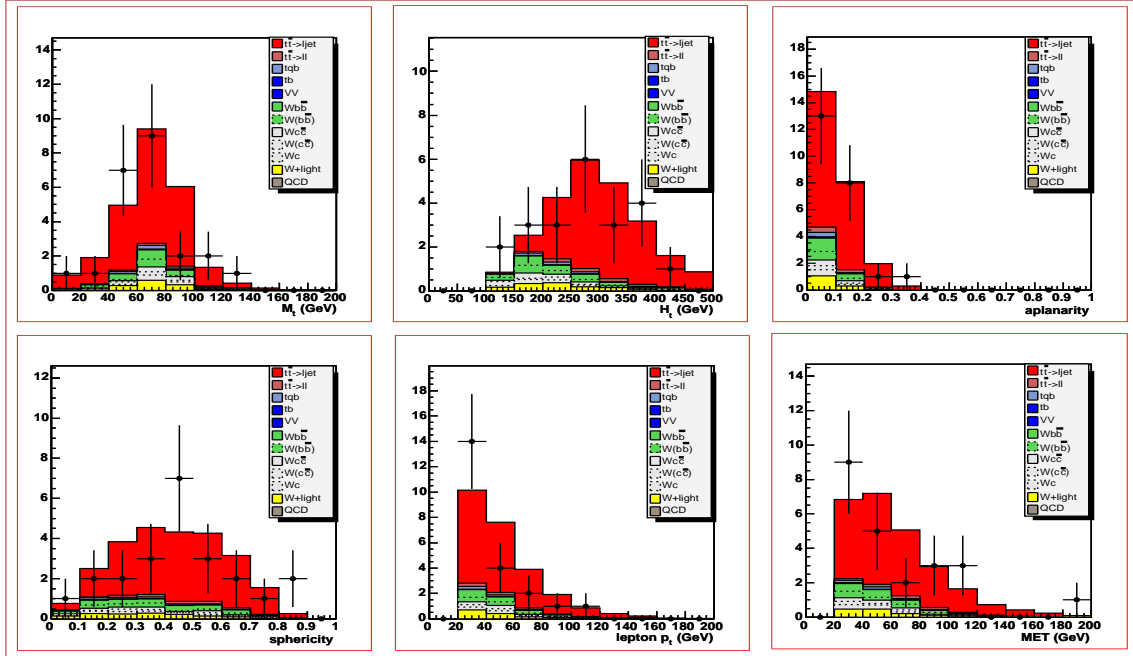 14
12
10
8
6
4
2
0
0 20 40 60 80 100 120 140 160 180 200
M_t (GeV)
tt̄->ljet
tt̄->ll
tqb
tb
VV
Wbb̄
W(bb̄)
Wcc̄
W(cc̄)
Wc
W+light
QCD
10
8
6
4
2
0
0 50 100 150 200 250 300 350 400 450 500
H_t (GeV)
tt̄->ljet
tt̄->ll
tqb
tb
VV
Wbb̄
W(bb̄)
Wcc̄
W(cc̄)
Wc
W+light
QCD
18
16
14
12
10
8
6
4
2
0
0 0.1 0.2 0.3 0.4 0.5 0.6 0.7 0.8 0.9 1
aplanarity
tt̄->ljet
tt̄->ll
tqb
tb
VV
Wbb̄
W(bb̄)
Wcc̄
W(cc̄)
Wc
W+light
QCD
12
10
8
6
4
2
0
0 0.1 0.2 0.3 0.4 0.5 0.6 0.7 0.8 0.9 1
sphericity
tt̄->ljet
tt̄->ll
tqb
tb
VV
Wbb̄
W(bb̄)
Wcc̄
W(cc̄)
Wc
W+light
QCD
18
16
14
12
10
8
6
4
2
0
0 20 40 60 80 100 120 140 160 180 200
lepton p_t (GeV)
tt̄->ljet
tt̄->ll
tqb
tb
VV
Wbb̄
W(bb̄)
Wcc̄
W(cc̄)
Wc
W+light
QCD
14
12
10
8
6
4
2
0
0 20 40 60 80 100 120 140 160 180 200
MET (GeV)
tt̄->ljet
tt̄->ll
tqb
tb
VV
Wbb̄
W(bb̄)
Wcc̄
W(cc̄)
Wc
W+light
QCD